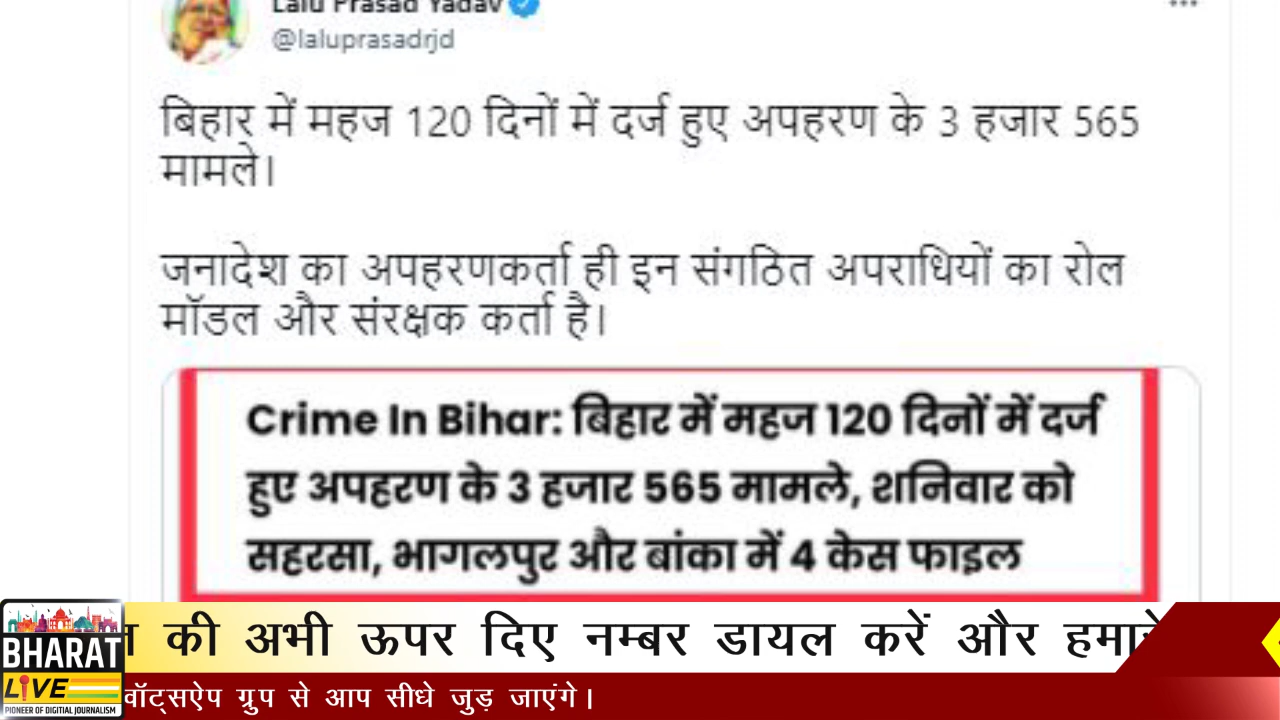 Lalu Prasad Yadav
@laluprasadrjd
बिहार में महज 120 दिनों में दर्ज हुए अपहरण के 3 हजार 565
मामले।
जनादेश का अपहरणकर्ता ही इन संगठित अपराधियों का रोल
मॉडल और संरक्षक कर्ता है।
Crime In Bihar: बिहार में महज 120 दिनों में दर्ज
हुए अपहरण के 3 हजार 565 मामले, शनिवार को
सहरसा, भागलपुर और बांका में 4 केस फाइल
की अभी ऊपर दिए नम्बर डायल करें और हमारे
वॉट्सऐप ग्रुप से आप सीधे जुड़ जाएंगे।
BHARAT
LIVE
PIONEER OF DIGITIAL JOURNALISM